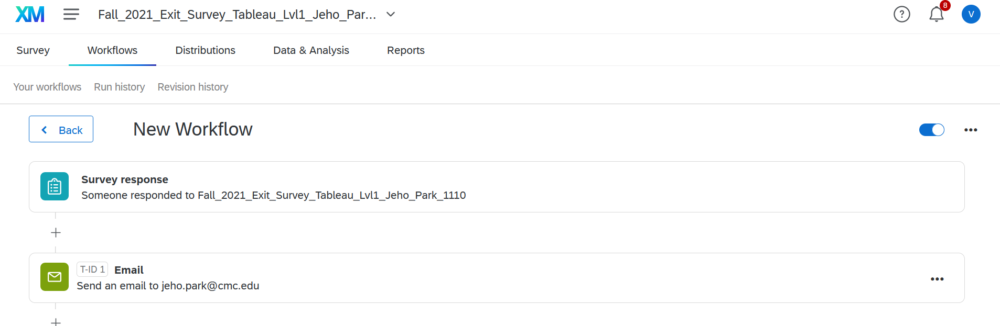 XM
Fall_2021_Exit_Survey_Tableau_Lvl1_Jeho_Par...
?
8
V
Survey
Workflows
Distributions
Data & Analysis
Reports
Your workflows
Run history
Revision history
Back
New Workflow
Survey response
Someone responded to Fall_2021_Exit_Survey_Tableau_Lvl1_Jeho_Park_1110
T-ID 1 Email
Send an email to jeho.park@cmc.edu